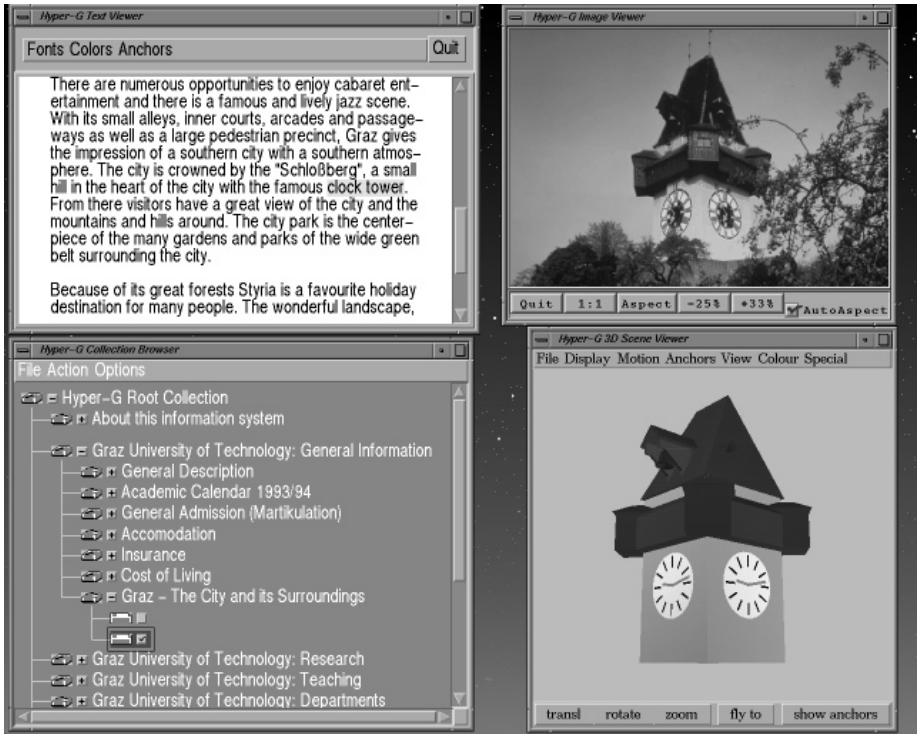 Hyper-G Text Viewer
Fonts Colors Anchors
Quit
There are numerous opportunities to enjoy cabaret ent-
ertainment and there is a famous and lively jazz scene.
With its small alleys, inner courts, arcades and passage-
ways as well as a large pedestrian precinct, Graz gives
the impression of a southern city with a southern atmos-
phere. The city is crowned by the "Schloßberg", a small
hill in the heart of the city with the famous clock tower.
From there visitors have a great view of the city and the
mountains and hills around. The city park is the center-
piece of the many gardens and parks of the wide green
belt surrounding the city.
Because of its great forests Styria is a favourite holiday
destination for many people. The wonderful landscape,
Hyper-G Image Viewer
Quit 1:1 Aspect -25% +33% AutoAspect
Hyper-G Collection Browser
File Action Options
Hyper-G Root Collection
About this information system
Graz University of Technology: General Information
General Description
Academic Calendar 1993/94
General Admission (Martikulation)
Accomodation
Insurance
Cost of Living
Graz - The City and its Surroundings
Graz University of Technology: Research
Graz University of Technology: Teaching
Graz University of Technology: Departments
Hyper-G 3D Scene Viewer
File Display Motion Anchors View Colour Special
transl rotate zoom fly to show anchors